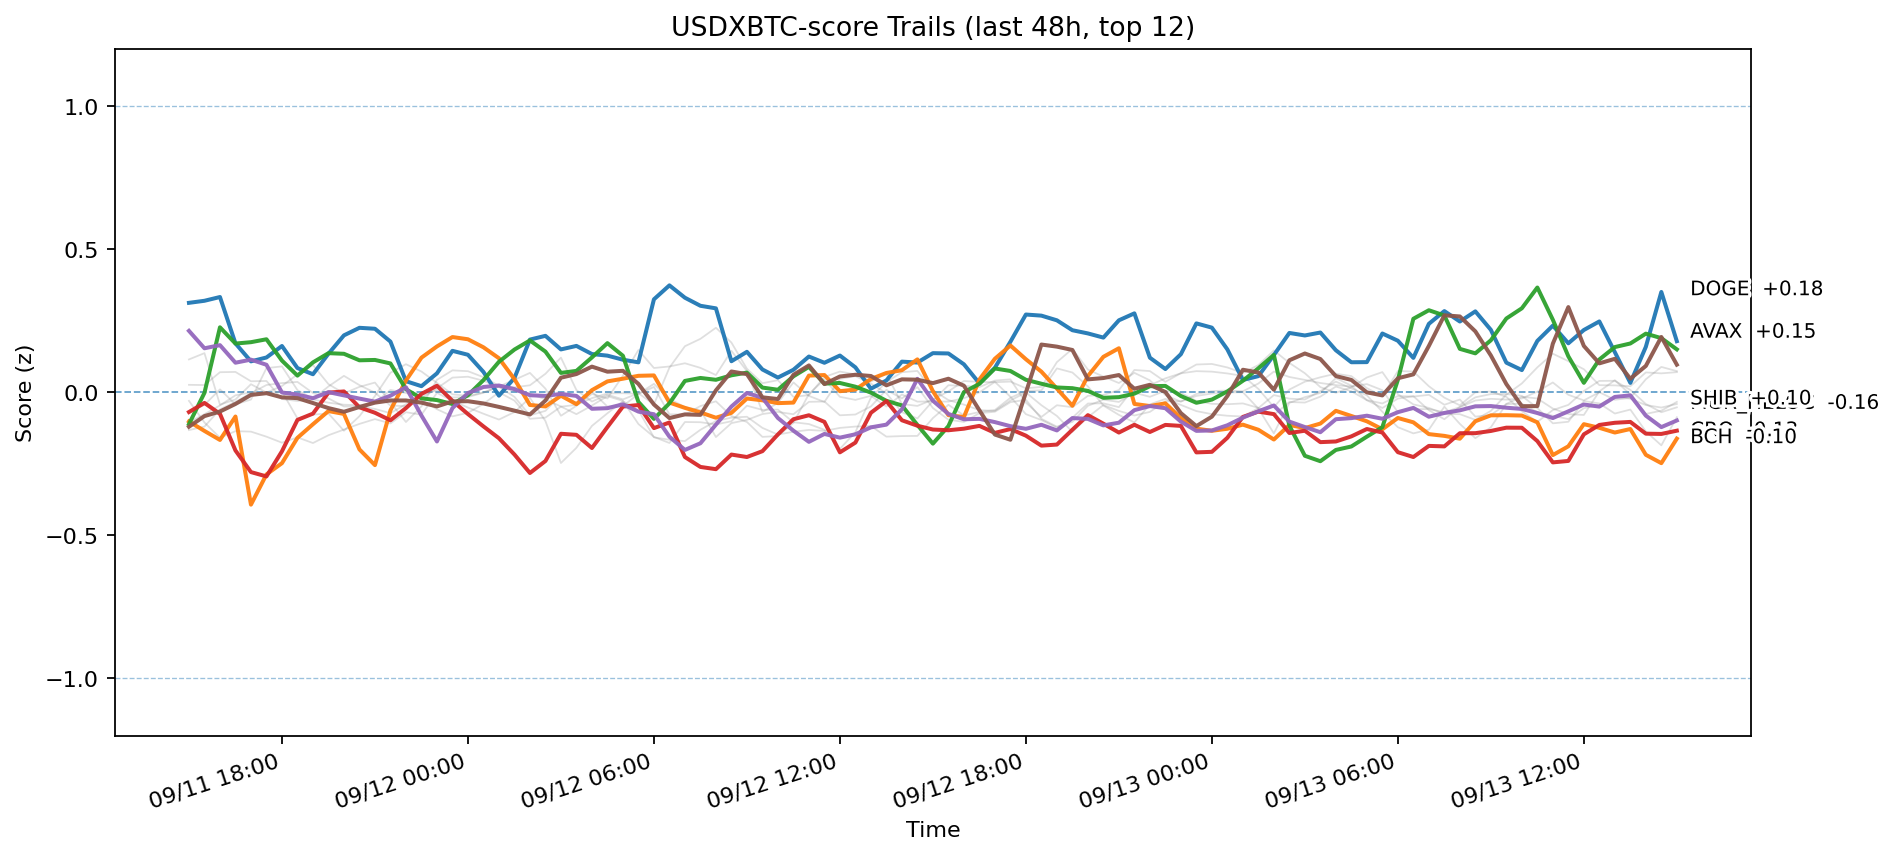 USDXBTC-score Trails (last 48h, top 12)
Score (z)
1.0
0.5
0.0
−0.5
−1.0
DOGE +0.18
AVAX +0.15
SHIB +0.10
-0.16
BCH -0.10
09/11 18:00
09/12 00:00
09/12 06:00
09/12 12:00
09/12 18:00
09/13 00:00
09/13 06:00
09/13 12:00
Time